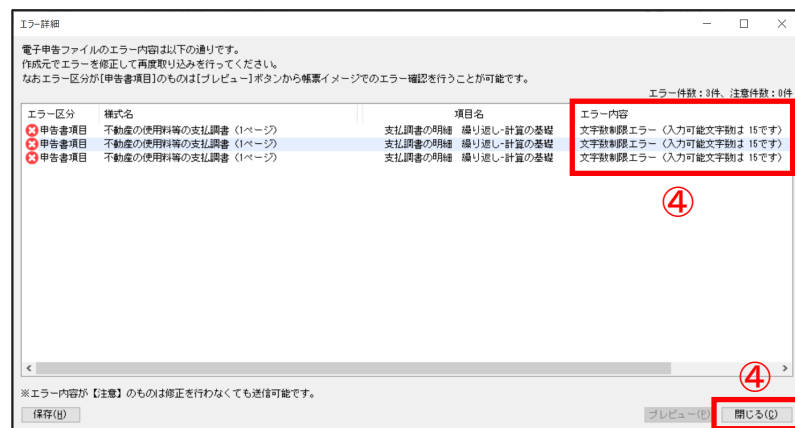 エラー詳細
電子申告ファイルのエラー内容は以下の通りです。
作成元でエラーを修正して再度取り込みを行ってください。
なおエラー区分が[申告書項目]のものは[プレビュー]ボタンから帳票イメージでのエラー確認を行うことが可能です。
エラー件数：3件、注意件数：0件
エラー区分 様式名 項目名 エラー内容
申告書項目 不動産の使用料等の支払調書（1ページ） 支払調書の明細 繰り返し-計算の基礎 文字数制限エラー（入力可能文字数は 15です）
申告書項目 不動産の使用料等の支払調書（1ページ） 支払調書の明細 繰り返し-計算の基礎 文字数制限エラー（入力可能文字数は 15です）
申告書項目 不動産の使用料等の支払調書（1ページ） 支払調書の明細 繰り返し-計算の基礎 文字数制限エラー（入力可能文字数は 15です）
④
④
※エラー内容が【注意】のものは修正を行わなくても送信可能です。
保存(H) プレビュー(P) 閉じる(C)